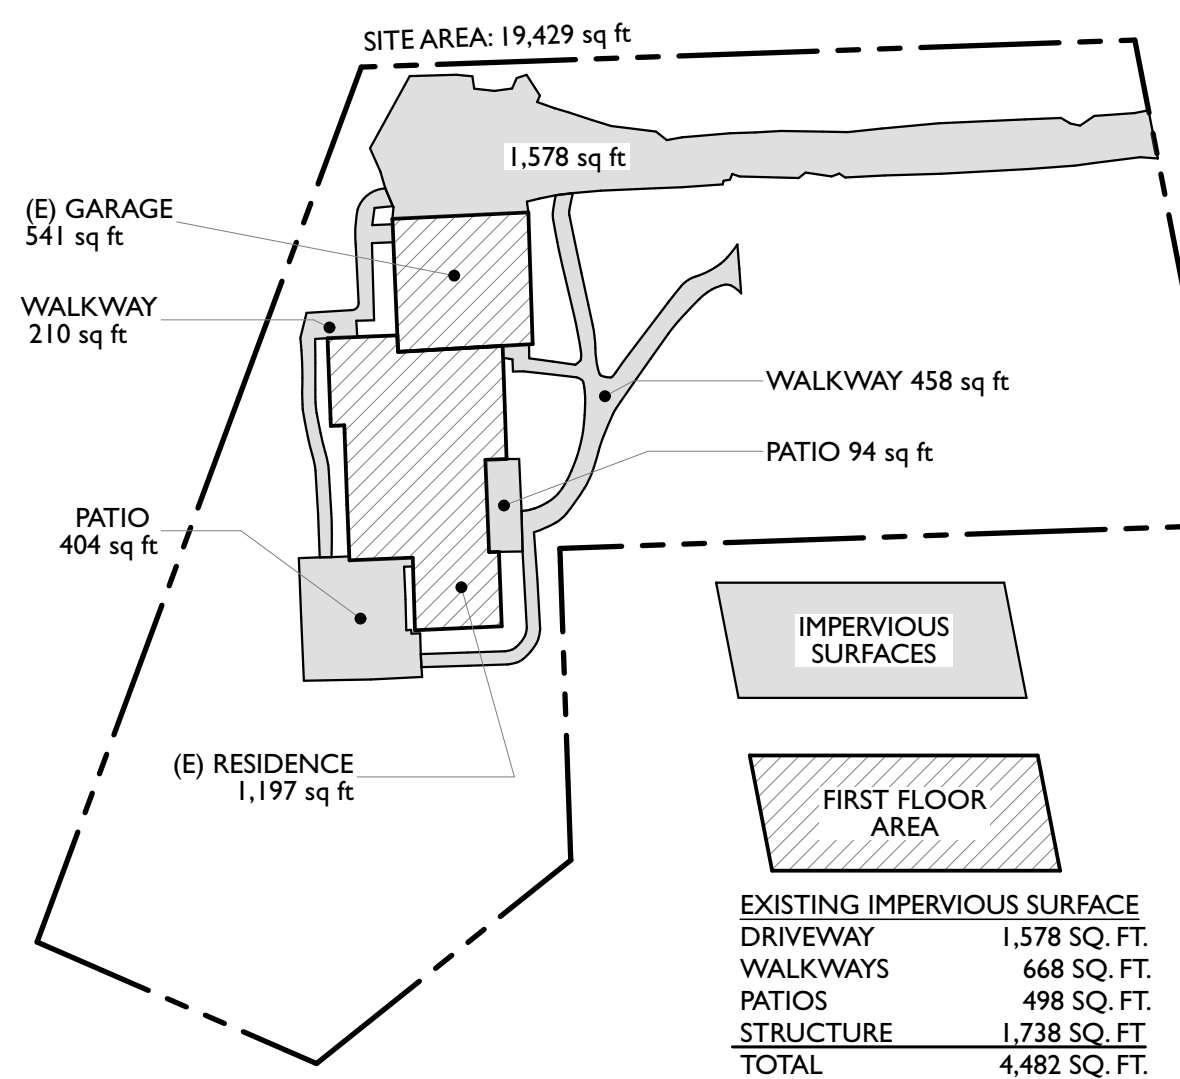 SITE AREA: 19,429 sq ft
1,578 sq ft
(E) GARAGE
541 sq ft
WALKWAY
210 sq ft
WALKWAY 458 sq ft
PATIO 94 sq ft
PATIO
404 sq ft
IMPERVIOUS
SURFACES
(E) RESIDENCE
1,197 sq ft
FIRST FLOOR
AREA
EXISTING IMPERVIOUS SURFACE
DRIVEWAY 1,578 SQ. FT.
WALKWAYS 668 SQ. FT.
PATIOS 498 SQ. FT.
STRUCTURE 1,738 SQ. FT
TOTAL 4,482 SQ. FT.